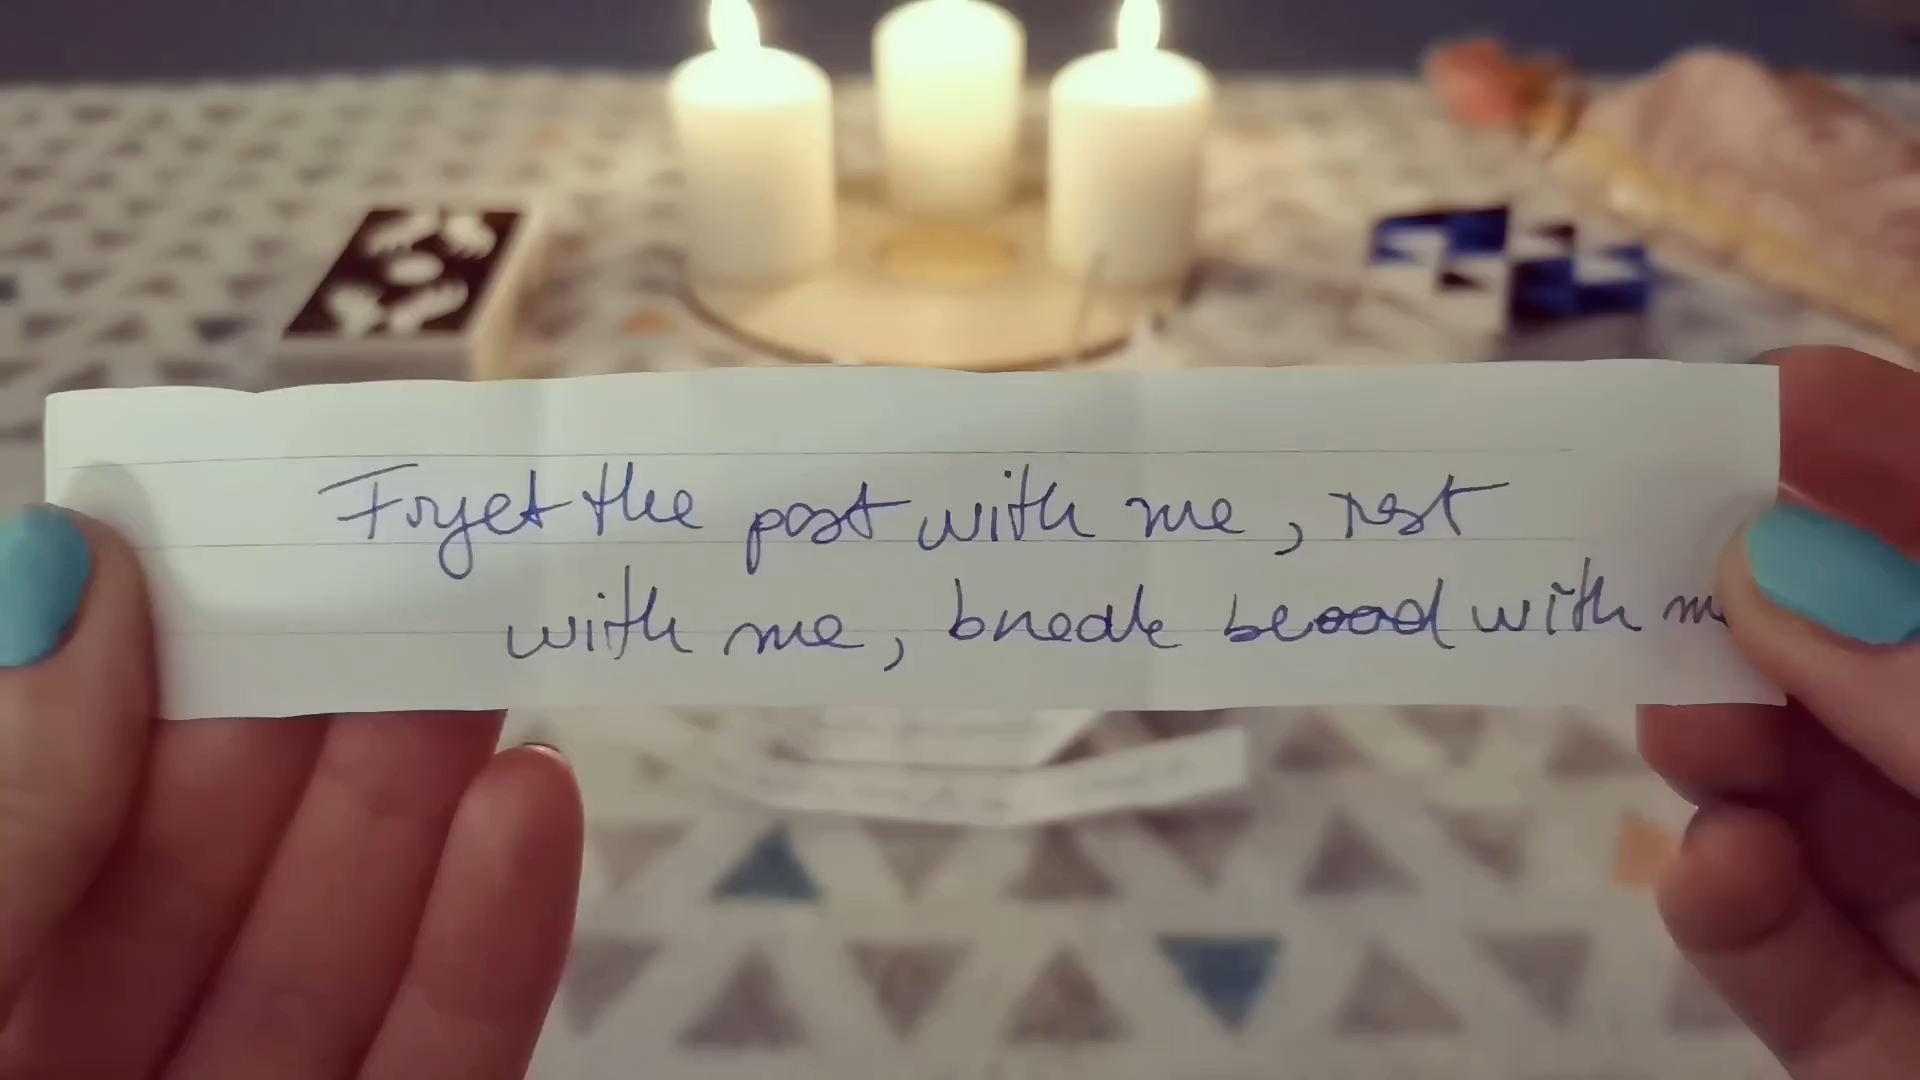 Forget the past with me, rest
with me, break bread with m